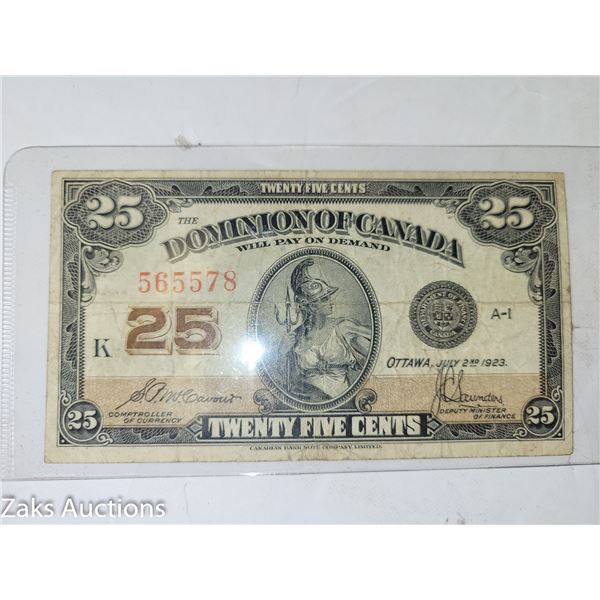 TWENTY FIVE CENTS
25 25
THE
DOMINION OF CANADA
WILL PAY ON DEMAND
565578
25
K
A-1
OTTAWA, JULY 2ND 1923.
COMPTROLLER OF CURRENCY
DEPUTY MINISTER OF FINANCE
25 TWENTY FIVE CENTS 25
CANADIAN BANK NOTE COMPANY, LIMITED.
Zaks Auctions